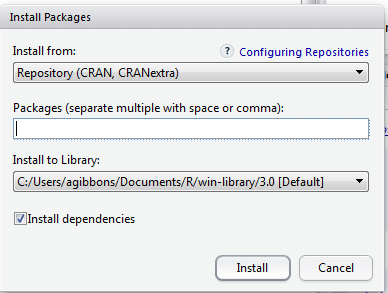 Install Packages
Install from:
? Configuring Repositories
Repository (CRAN, CRANextra)
Packages (separate multiple with space or comma):
Install to Library:
C:/Users/agibbons/Documents/R/win-library/3.0 [Default]
Install dependencies
Install
Cancel